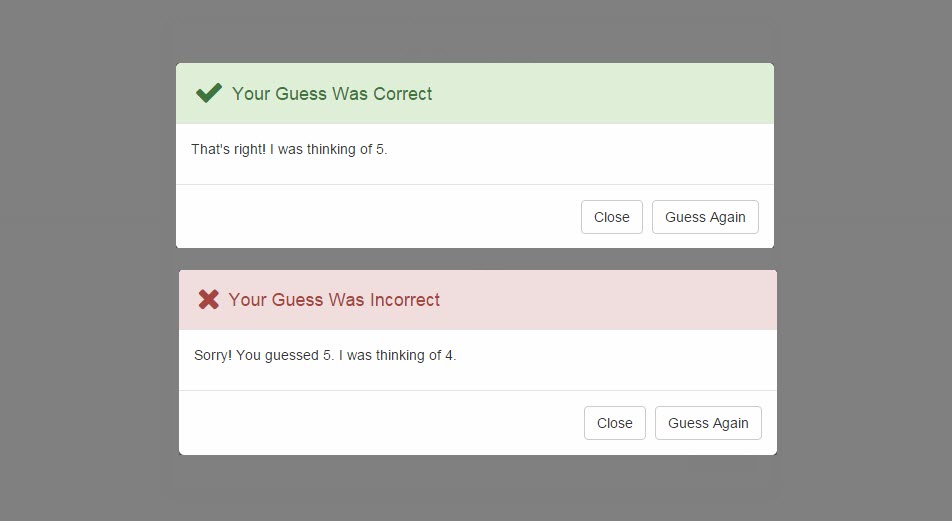 Your Guess Was Correct
That's right! I was thinking of 5.
Close Guess Again
Your Guess Was Incorrect
Sorry! You guessed 5. I was thinking of 4.
Close Guess Again